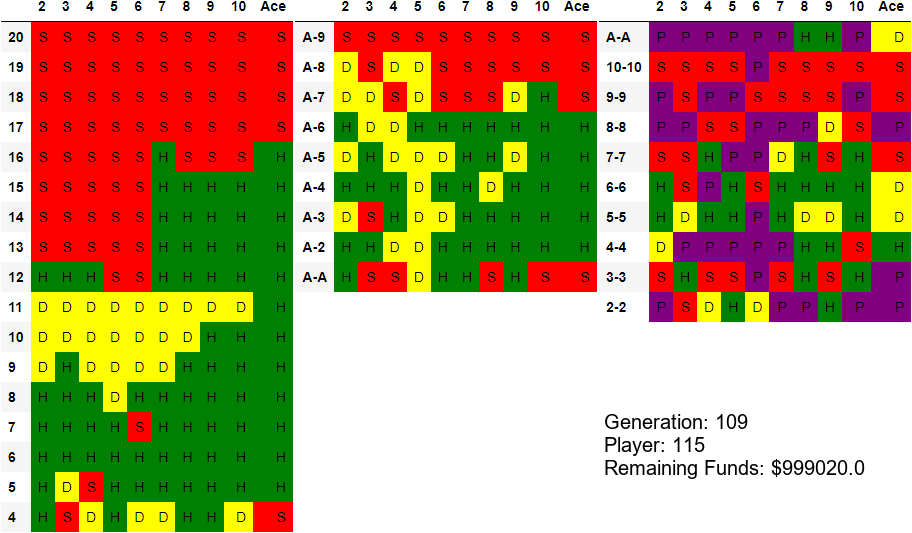 2 3 4 5 6 7 8 9 10 Ace
20 S S S S S S S S S S
19 S S S S S S S S S S
18 S S S S S S S S S S
17 S S S S S S S S S S
16 S S S S S H S S S H
15 S S S S S H H H H H
14 S S S S S H H H H H
13 S S S S S H H H H H
12 H H H S S H H H H H
11 D D D D D D D D D H
10 D D D D D D D H H H
9 D H D D D D H H H H
8 H H H D H H H H H H
7 H H H H S H H H H H
6 H H H H H H H H H H
5 H D S H H H H H H H
4 H S D H D D H H D S
2 3 4 5 6 7 8 9 10 Ace
A-9 S S S S S S S S S S
A-8 D S D D S S S S S S
A-7 D D S D S S S D H S
A-6 H D D H H H H H H H
A-5 D H D D D H H D H H
A-4 H H H D H H D H H H
A-3 D S H D D H H H H H
A-2 H H D D H H H H H H
A-A H S S D H H S H S S
2 3 4 5 6 7 8 9 10 Ace
A-A P P P P P P H H P D
10-10 S S S S P S S S S S
9-9 P S P P S S S S P S
8-8 P P S S P P P D S P
7-7 S S H P P D H S H S
6-6 H S P H S H H H H D
5-5 H D H H P H D D H D
4-4 D P P P P P H H S H
3-3 S H S S P S H S H P
2-2 P S D H D P P H P P
Generation: 109
Player: 115
Remaining Funds: $999020.0